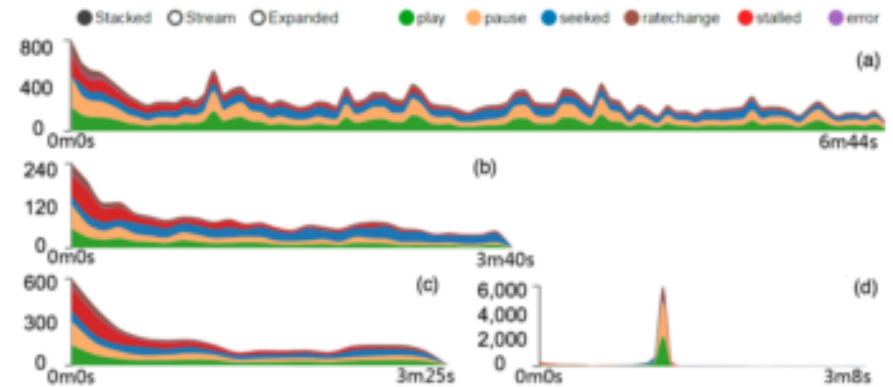 Stacked Stream Expanded play pause seeked ratechange stalled error
800
(a)
400
0
0m0s 6m44s
240
(b)
120
0
0m0s 3m40s
600
(c)
6,000
(d)
4,000
300
2,000
0
0
0m0s 3m25s
0m0s 3m8s